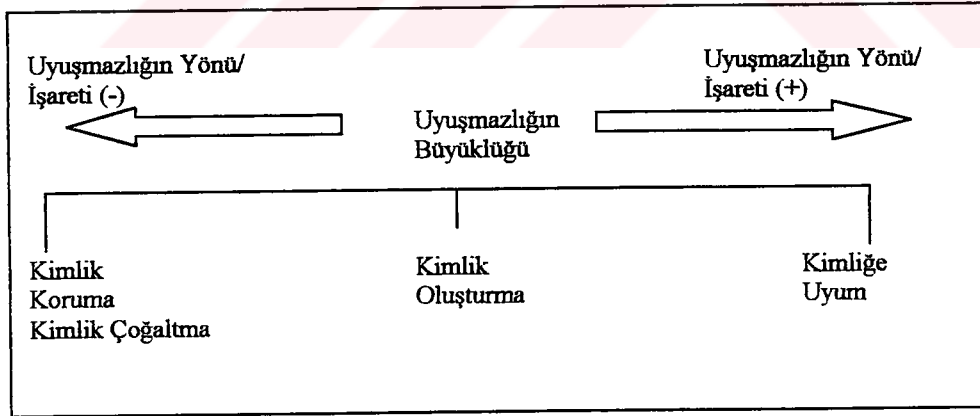 Uyuşmazlığın Yönü/
İşareti (-)
Uyuşmazlığın Yönü/
İşareti (+)
Uyuşmazlığın
Büyüklüğü
Kimlik
Koruma
Kimlik Çoğaltma
Kimlik
Oluşturma
Kimliğe
Uyum